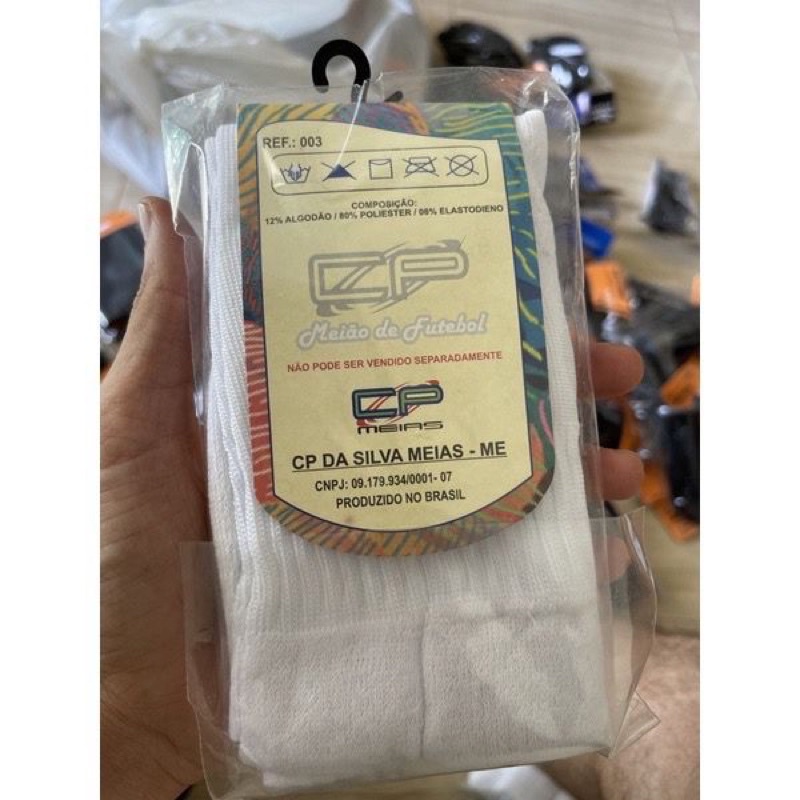 REF.: 003
COMPOSIÇÃO:
12% ALGODÃO / 80% POLIESTER / 08% ELASTODIENO
CP
Meião de Futebol
NÃO PODE SER VENDIDO SEPARADAMENTE
CP
MEIAS
CP DA SILVA MEIAS - ME
CNPJ: 09.179.934/0001- 07
PRODUZIDO NO BRASIL